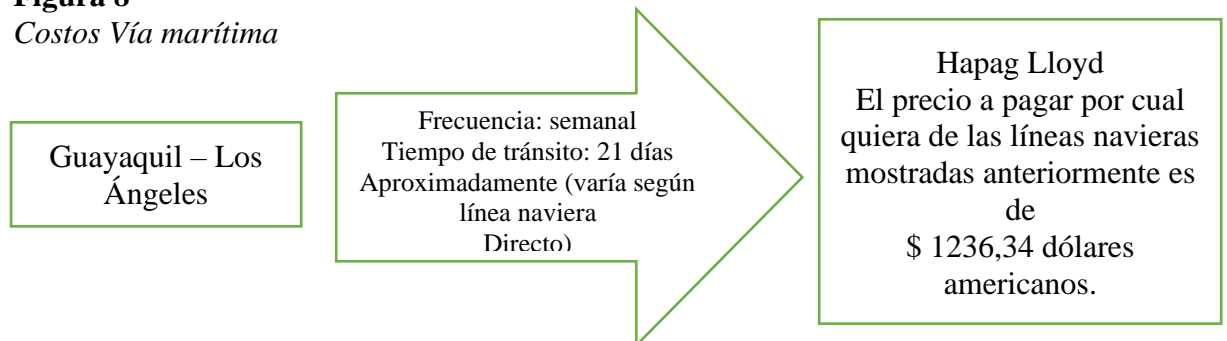 Figura 8
Costos Vía marítima
Guayaquil – Los
Ángeles
Frecuencia: semanal
Tiempo de tránsito: 21 días
Aproximadamente (varía según
línea naviera
Directo)
Hapag Lloyd
El precio a pagar por cual
quiera de las líneas navieras
mostradas anteriormente es
de
$ 1236,34 dólares
americanos.